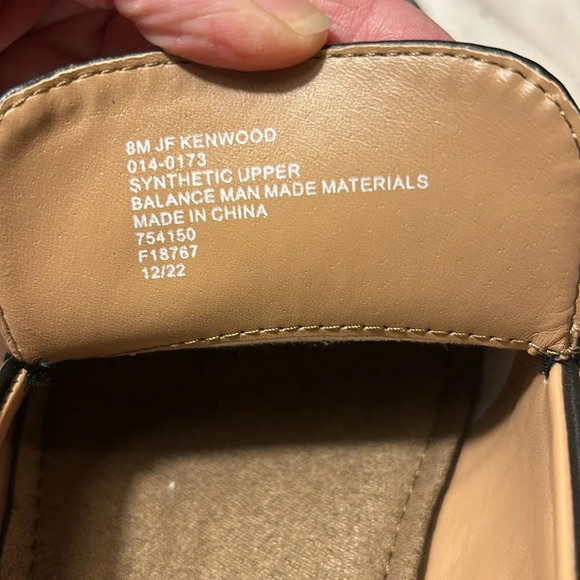 8M JF KENWOOD
014-0173
SYNTHETIC UPPER
BALANCE MAN MADE MATERIALS
MADE IN CHINA
754150
F18767
12/22